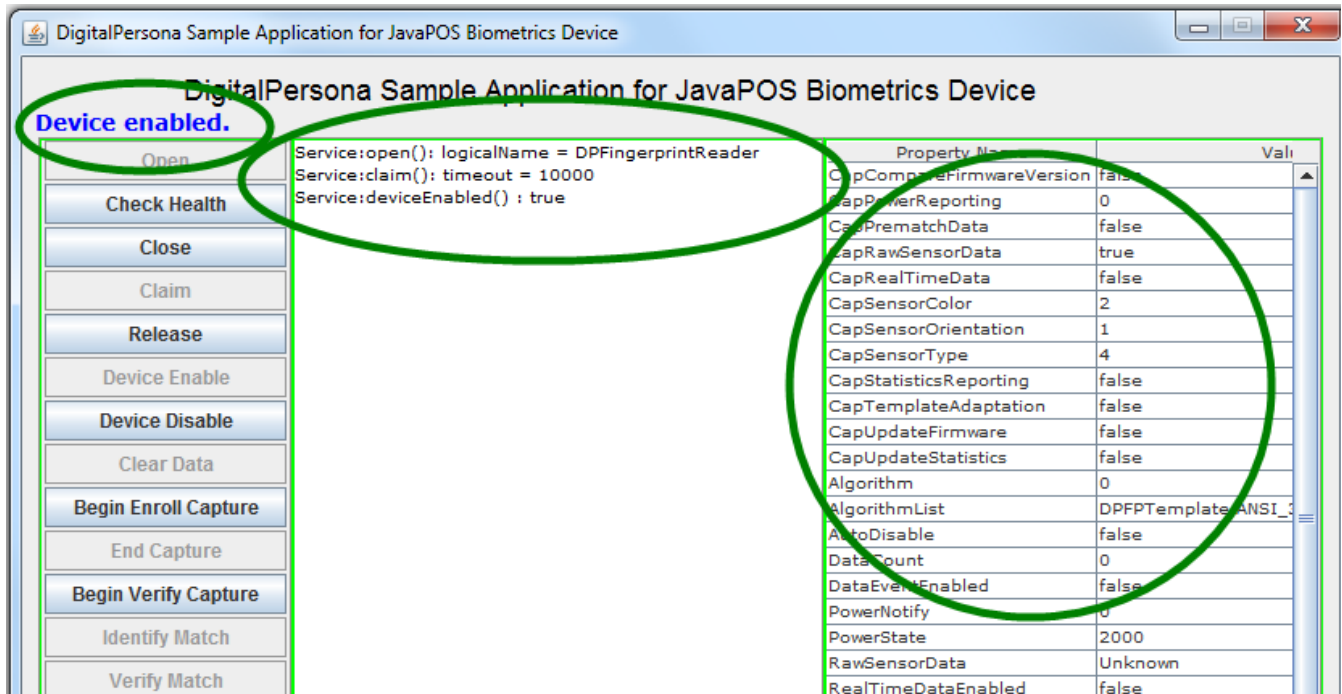 DigitalPersona Sample Application for JavaPOS Biometrics Device
DigitalPersona Sample Application for JavaPOS Biometrics Device
Device enabled.
Open
Check Health
Close
Claim
Release
Device Enable
Device Disable
Clear Data
Begin Enroll Capture
End Capture
Begin Verify Capture
Identify Match
Verify Match
Service:open(): logicalName = DPFingerprintReader
Service:claim(): timeout = 10000
Service:deviceEnabled() : true
Property Name Valu
CapCompareFirmwareVersion false
CapPowerReporting 0
CapPrematchData false
CapRawSensorData true
CapRealTimeData false
CapSensorColor 2
CapSensorOrientation 1
CapSensorType 4
CapStatisticsReporting false
CapTemplateAdaptation false
CapUpdateFirmware false
CapUpdateStatistics false
Algorithm 0
AlgorithmList DPFPTemplate ANSI_3
AutoDisable false
DataCount 0
DataEventEnabled false
PowerNotify 0
PowerState 2000
RawSensorData Unknown
RealTimeDataEnabled false